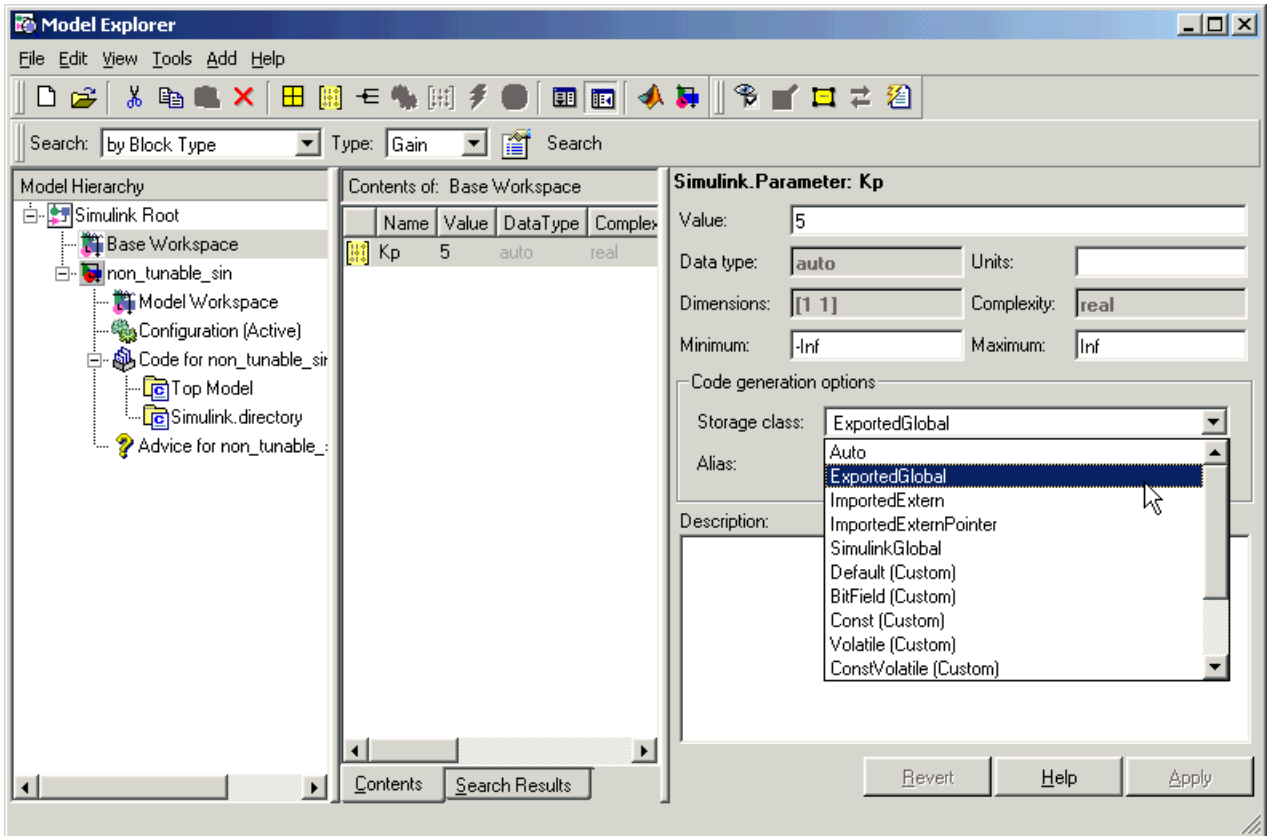 Model Explorer
File Edit View Tools Add Help
Search: by Block Type Type: Gain Search
Model Hierarchy
Simulink Root
Base Workspace
non_tunable_sin
Model Workspace
Configuration (Active)
Code for non_tunable_sin
Top Model
Simulink.directory
Advice for non_tunable_s
Contents of: Base Workspace
Name Value DataType Complex
Kp 5 auto real
Contents Search Results
Simulink.Parameter: Kp
Value: 5
Data type: auto Units:
Dimensions: [1 1] Complexity: real
Minimum: -Inf Maximum: Inf
Code generation options
Storage class: ExportedGlobal
Alias:
Auto
ExportedGlobal
ImportedExtern
ImportedExternPointer
SimulinkGlobal
Default (Custom)
BitField (Custom)
Const (Custom)
Volatile (Custom)
ConstVolatile (Custom)
Description:
Revert Help Apply